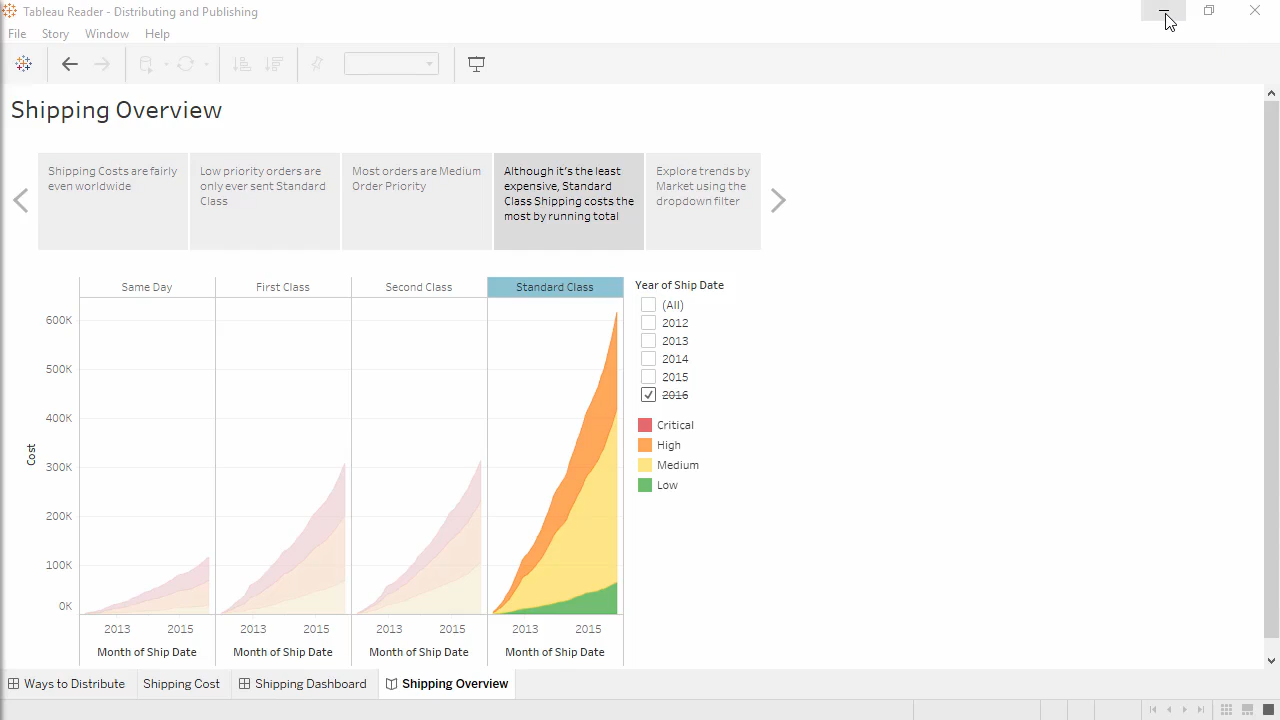 Tableau Reader - Distributing and Publishing
File Story Window Help
Shipping Overview
Shipping Costs are fairly
even worldwide
Low priority orders are
only ever sent Standard
Class
Most orders are Medium
Order Priority
Although it's the least
expensive, Standard
Class Shipping costs the
most by running total
Explore trends by
Market using the
dropdown filter
Same Day First Class Second Class Standard Class
Year of Ship Date
(All)
2012
2013
2014
2015
2016
Critical
High
Medium
Low
Cost
600K
500K
400K
300K
200K
100K
0K
2013 2015 2013 2015 2013 2015 2013 2015
Month of Ship Date Month of Ship Date Month of Ship Date Month of Ship Date
Ways to Distribute Shipping Cost Shipping Dashboard Shipping Overview